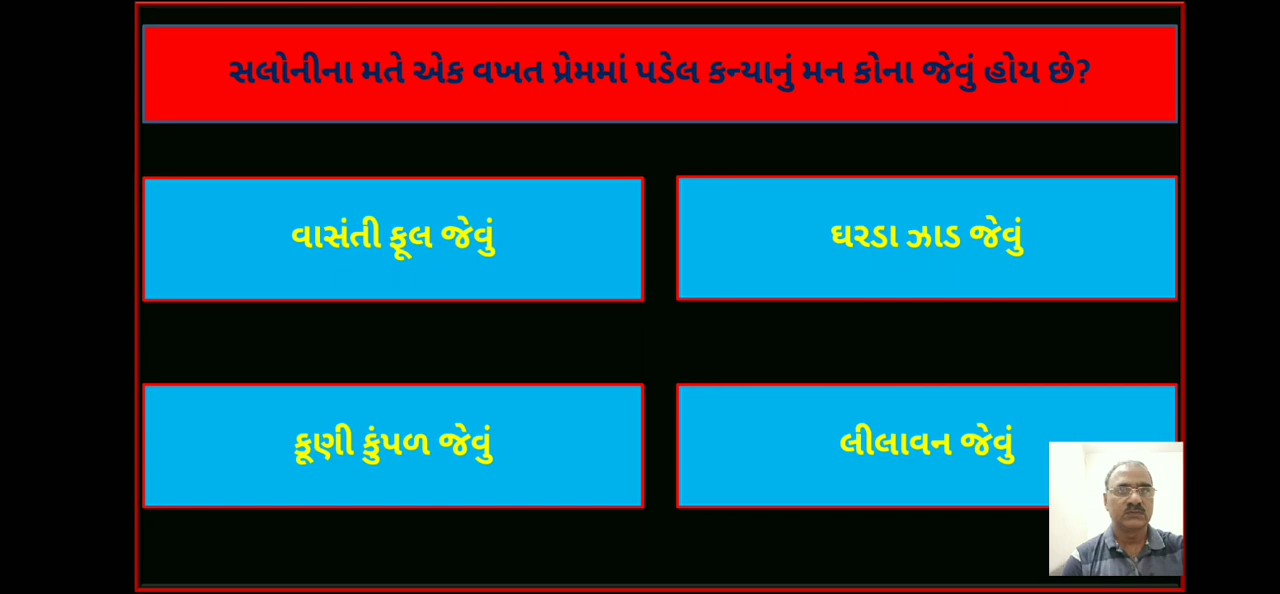 સલોનીના મતે એક વખત પ્રેમમાં પડેલ કન્યાનું મન કોના જેવું હોય છે?
વાસંતી ફૂલ જેવું
ઘરડા ઝાડ જેવું
કૂણી કુંપળ જેવું
લીલાવન જેવું